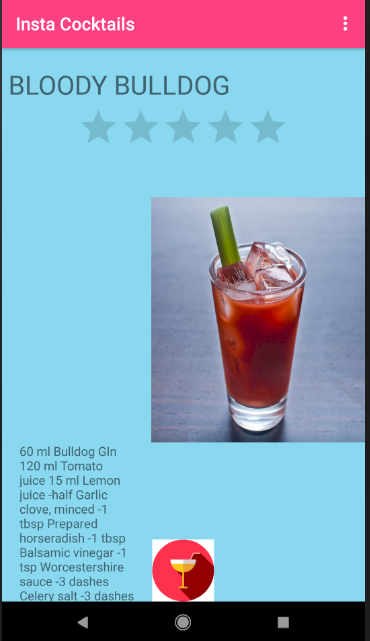 Insta Cocktails
BLOODY BULLDOG
60 ml Bulldog GIn
120 ml Tomato
juice 15 ml Lemon
juice -half Garlic
clove, minced -1
tbsp Prepared
horseradish -1 tbsp
Balsamic vinegar -1
tsp Worcestershire
sauce -3 dashes
Celery salt -3 dashes